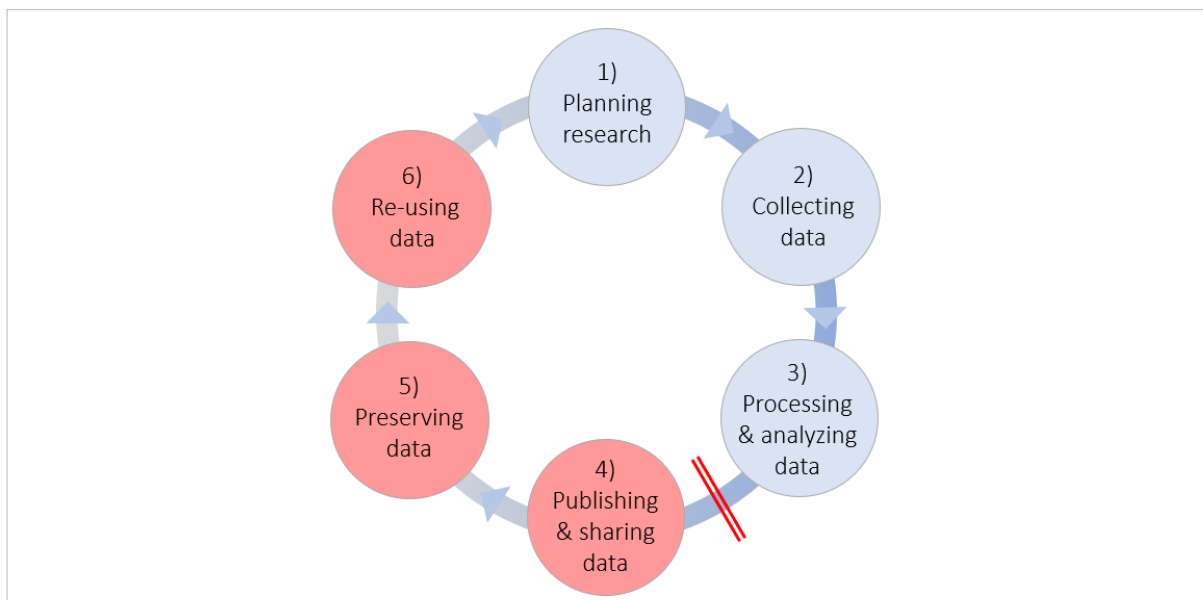 1)
Planning
research
2)
Collecting
data
3)
Processing
& analyzing
data
4)
Publishing
& sharing
data
5)
Preserving
data
6)
Re-using
data